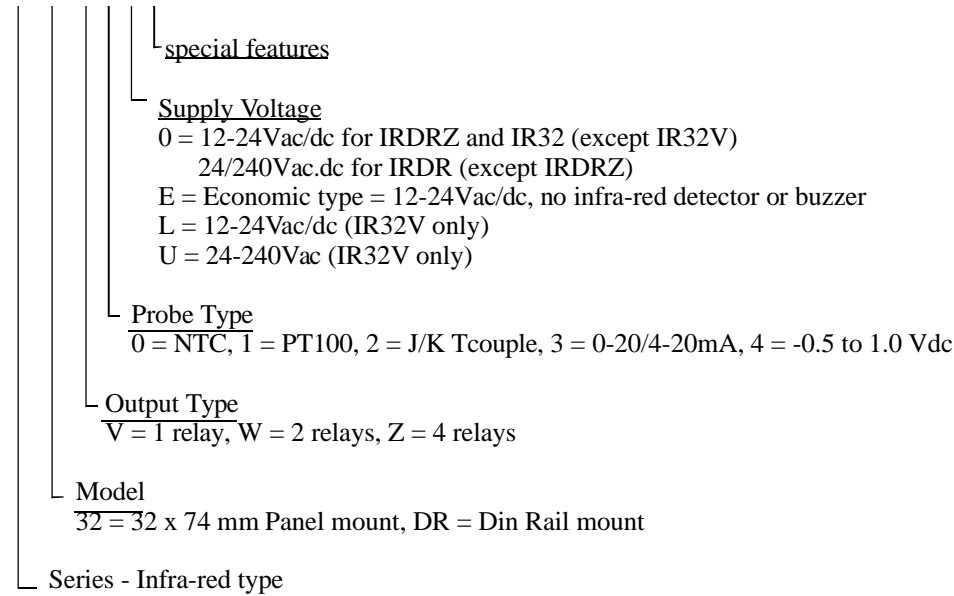 special features
Supply Voltage
0 = 12-24Vac/dc for IRDRZ and IR32 (except IR32V)
24/240Vac.dc for IRDR (except IRDRZ)
E = Economic type = 12-24Vac/dc, no infra-red detector or buzzer
L = 12-24Vac/dc (IR32V only)
U = 24-240Vac (IR32V only)
Probe Type
0 = NTC, 1 = PT100, 2 = J/K Tcouple, 3 = 0-20/4-20mA, 4 = -0.5 to 1.0 Vdc
Output Type
V = 1 relay, W = 2 relays, Z = 4 relays
Model
32 = 32 x 74 mm Panel mount, DR = Din Rail mount
Series - Infra-red type